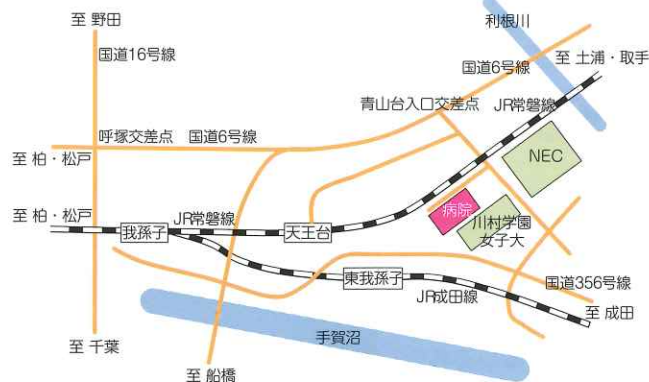 至 野田
利根川
国道16号線
国道6号線
至 土浦・取手
青山台入口交差点
JR常磐線
呼塚交差点 国道6号線
NEC
至 柏・松戸
病院
至 柏・松戸
JR常磐線
川村学園
女子大
我孫子
天王台
東我孫子
国道356号線
JR成田線
至 成田
手賀沼
至 千葉
至 船橋